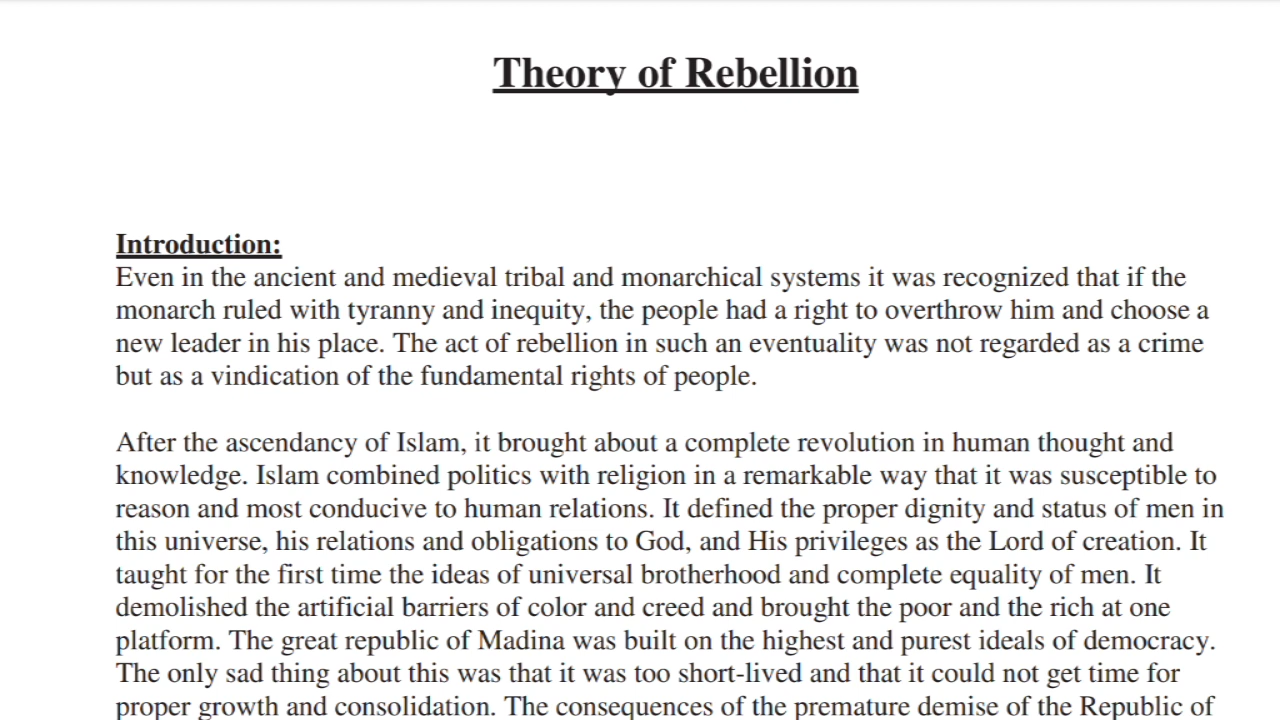 Theory of Rebellion
Introduction:
Even in the ancient and medieval tribal and monarchical systems it was recognized that if the
monarch ruled with tyranny and inequity, the people had a right to overthrow him and choose a
new leader in his place. The act of rebellion in such an eventuality was not regarded as a crime
but as a vindication of the fundamental rights of people.
After the ascendancy of Islam, it brought about a complete revolution in human thought and
knowledge. Islam combined politics with religion in a remarkable way that it was susceptible to
reason and most conducive to human relations. It defined the proper dignity and status of men in
this universe, his relations and obligations to God, and His privileges as the Lord of creation. It
taught for the first time the ideas of universal brotherhood and complete equality of men. It
demolished the artificial barriers of color and creed and brought the poor and the rich at one
platform. The great republic of Madina was built on the highest and purest ideals of democracy.
The only sad thing about this was that it was too short-lived and that it could not get time for
proper growth and consolidation. The consequences of the premature demise of the Republic of